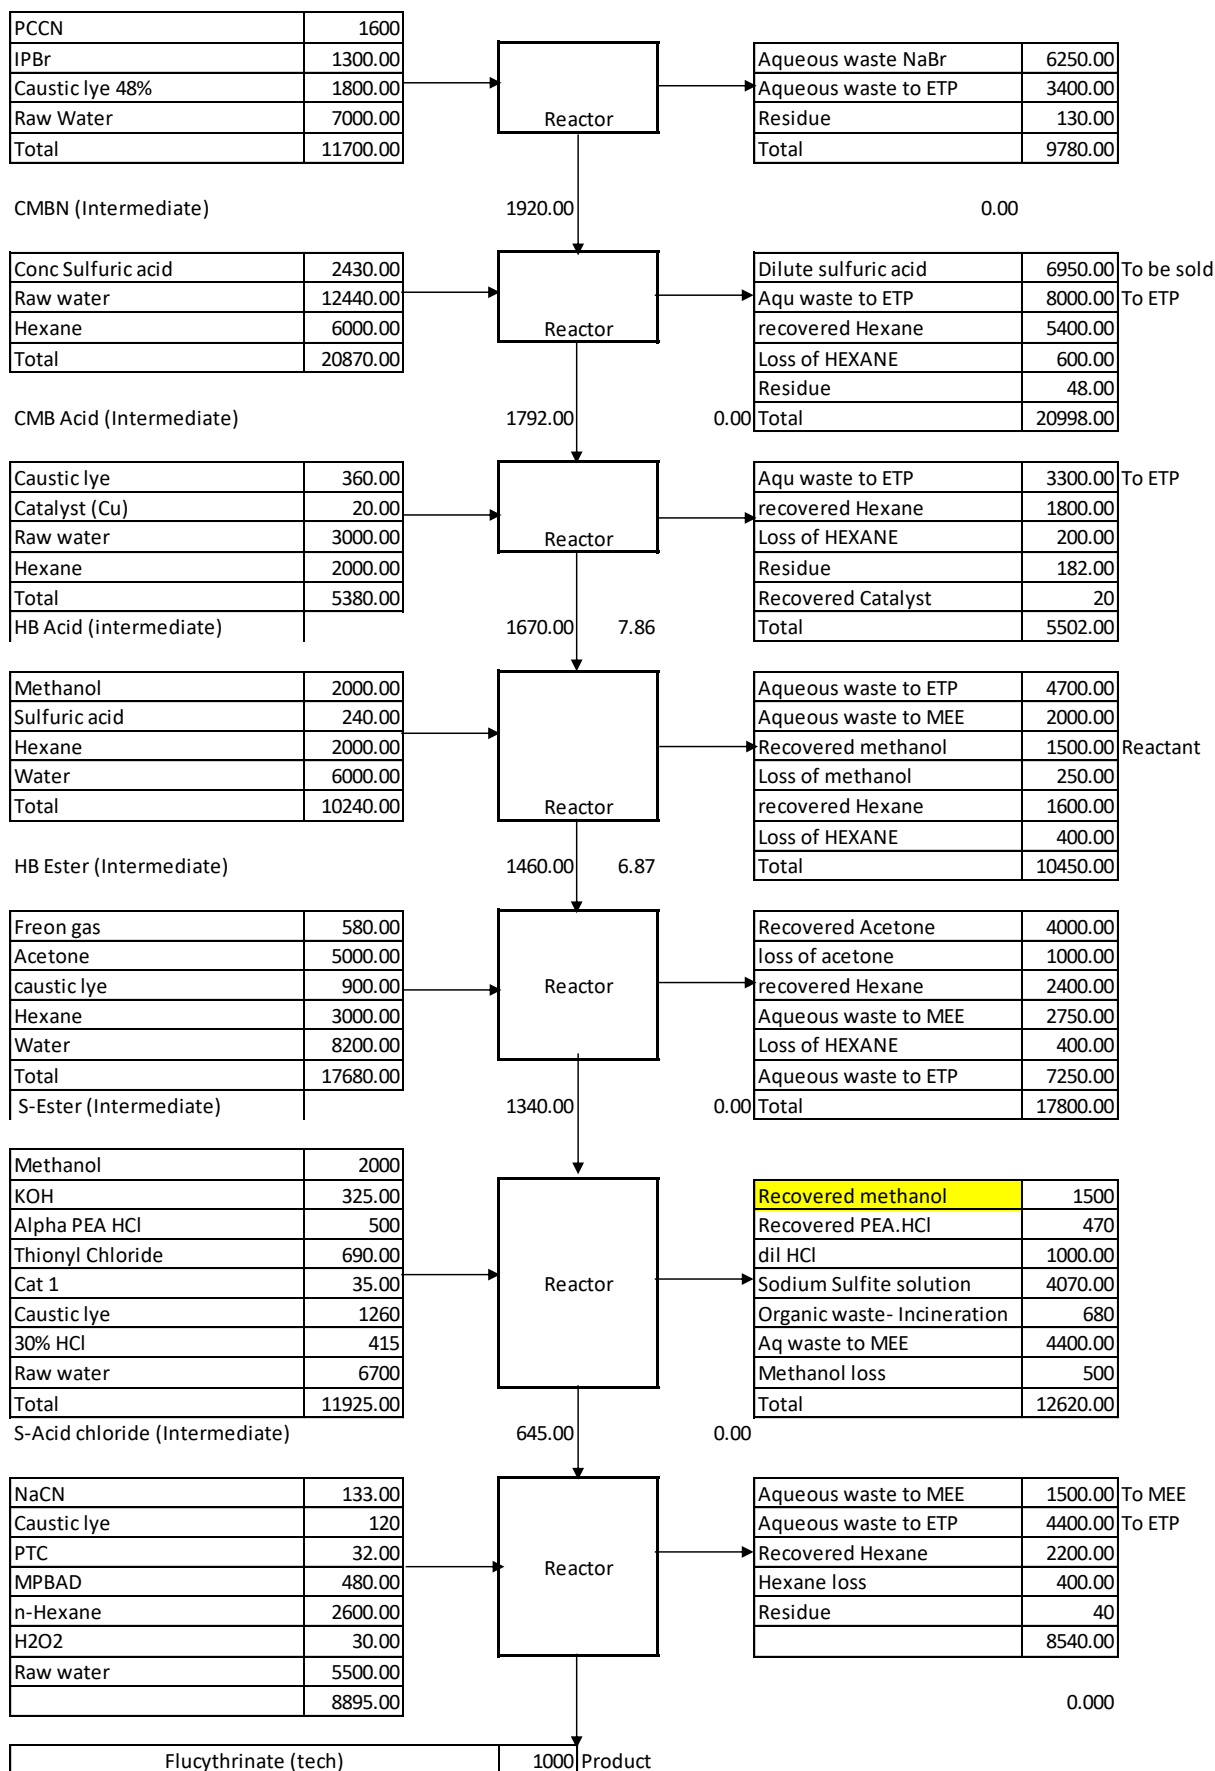 PCCN 1600
IPBr 1300.00
Caustic lye 48% 1800.00
Raw Water 7000.00
Total 11700.00
Reactor
Aqueous waste NaBr 6250.00
Aqueous waste to ETP 3400.00
Residue 130.00
Total 9780.00
CMBN (Intermediate) 1920.00 0.00
Conc Sulfuric acid 2430.00
Raw water 12440.00
Hexane 6000.00
Total 20870.00
Reactor
Dilute sulfuric acid 6950.00 To be sold
Aqu waste to ETP 8000.00 To ETP
recovered Hexane 5400.00
Loss of HEXANE 600.00
Residue 48.00
CMB Acid (Intermediate) 1792.00 0.00 Total 20998.00
Caustic lye 360.00
Catalyst (Cu) 20.00
Raw water 3000.00
Hexane 2000.00
Total 5380.00
Reactor
Aqu waste to ETP 3300.00 To ETP
recovered Hexane 1800.00
Loss of HEXANE 200.00
Residue 182.00
Recovered Catalyst 20
HB Acid (intermediate) 1670.00 7.86 Total 5502.00
Methanol 2000.00
Sulfuric acid 240.00
Hexane 2000.00
Water 6000.00
Total 10240.00
Reactor
Aqueous waste to ETP 4700.00
Aqueous waste to MEE 2000.00
Recovered methanol 1500.00 Reactant
Loss of methanol 250.00
recovered Hexane 1600.00
Loss of HEXANE 400.00
HB Ester (Intermediate) 1460.00 6.87 Total 10450.00
Freon gas 580.00
Acetone 5000.00
caustic lye 900.00
Hexane 3000.00
Water 8200.00
Total 17680.00
Reactor
Recovered Acetone 4000.00
loss of acetone 1000.00
recovered Hexane 2400.00
Aqueous waste to MEE 2750.00
Loss of HEXANE 400.00
Aqueous waste to ETP 7250.00
S-Ester (Intermediate) 1340.00 0.00 Total 17800.00
Methanol 2000
KOH 325.00
Alpha PEA HCl 500
Thionyl Chloride 690.00
Cat 1 35.00
Caustic lye 1260
30% HCl 415
Raw water 6700
Total 11925.00
Reactor
Recovered methanol 1500
Recovered PEA.HCl 470
dil HCl 1000.00
Sodium Sulfite solution 4070.00
Organic waste- Incineration 680
Aq waste to MEE 4400.00
Methanol loss 500
Total 12620.00
S-Acid chloride (Intermediate) 645.00 0.00
NaCN 133.00
Caustic lye 120
PTC 32.00
MPBAD 480.00
n-Hexane 2600.00
H2O2 30.00
Raw water 5500.00
8895.00
Reactor
Aqueous waste to MEE 1500.00 To MEE
Aqueous waste to ETP 4400.00 To ETP
Recovered Hexane 2200.00
Hexane loss 400.00
Residue 40
8540.00
0.000
Flucythrinate (tech) 1000 Product